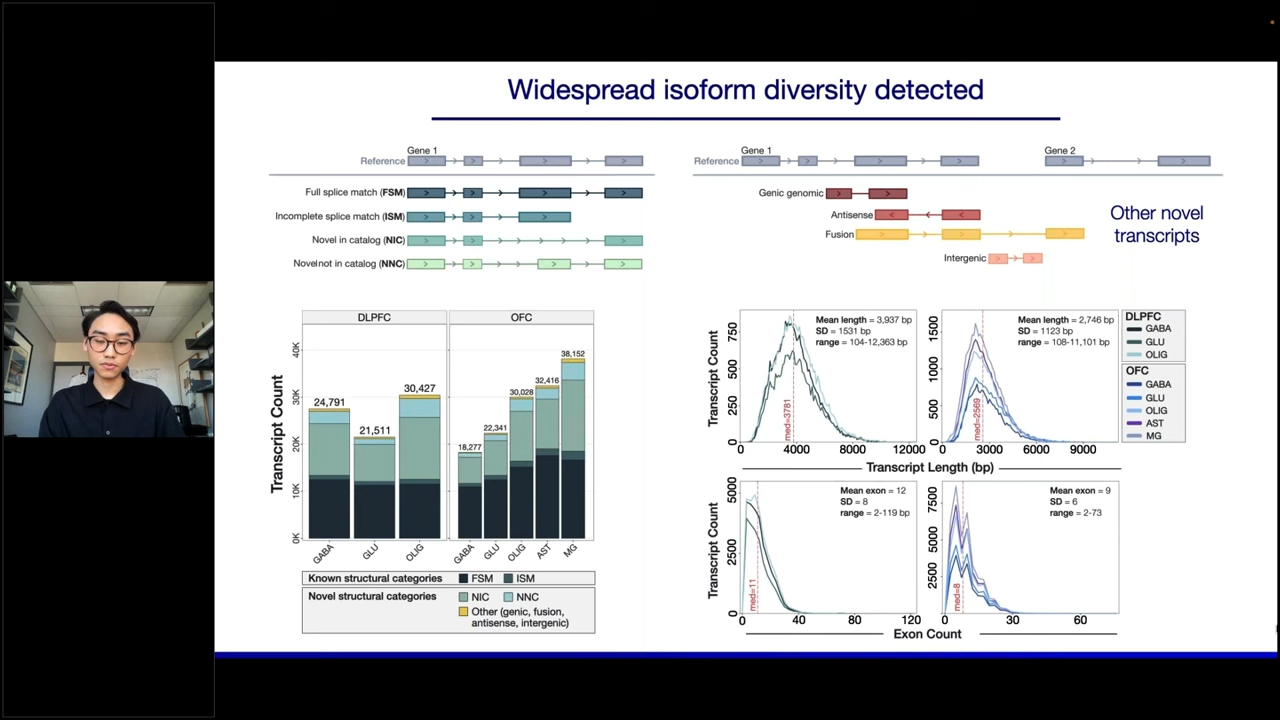 Widespread isoform diversity detected
Gene 1
Reference
Full splice match (FSM)
Incomplete splice match (ISM)
Novel in catalog (NIC)
Novel not in catalog (NNC)
Gene 1
Gene 2
Reference
Genic genomic
Antisense
Fusion
Intergenic
Other novel
transcripts
DLPFC
OFC
Transcript Count
40K
30K
20K
10K
0K
24,791
21,511
30,427
18,277
22,341
30,028
32,416
38,152
GABA
GLU
OLIG
GABA
GLU
OLIG
AST
MG
Known structural categories
FSM
ISM
Novel structural categories
NIC
NNC
Other (genic, fusion,
antisense, intergenic)
Transcript Count
750
500
250
0
Mean length = 3,937 bp
SD = 1531 bp
range = 104-12,363 bp
med=3781
0 4000 8000 12000
1500
1000
500
0
Mean length = 2,746 bp
SD = 1123 bp
range = 108-11,101 bp
med=2569
0 3000 6000 9000
Transcript Length (bp)
DLPFC
GABA
GLU
OLIG
OFC
GABA
GLU
OLIG
AST
MG
Transcript Count
5000
2500
0
Mean exon = 12
SD = 8
range = 2-119 bp
med=11
0 40 80 120
7500
5000
2500
0
Mean exon = 9
SD = 6
range = 2-73
med=8
0 30 60
Exon Count